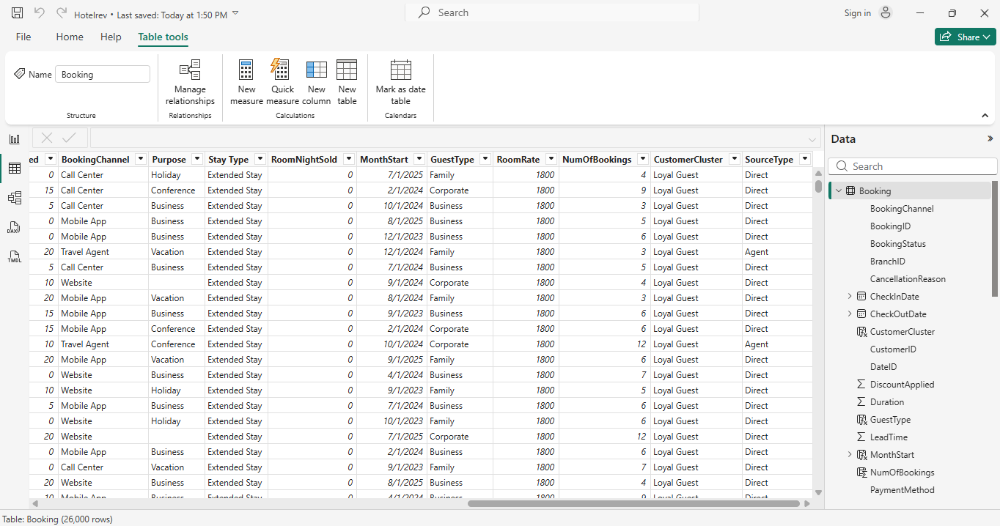 Hotelrev • Last saved: Today at 1:50 PM
Search
Sign in
File Home Help Table tools
Share
Name Booking
Structure
Manage relationships
Relationships
New measure
Quick measure
New column
New table
Calculations
Mark as date table
Calendars
ed BookingChannel Purpose Stay Type RoomNightSold MonthStart GuestType RoomRate NumOfBookings CustomerCluster SourceType
0 Call Center Holiday Extended Stay 0 7/1/2025 Family 1800 4 Loyal Guest Direct
15 Call Center Conference Extended Stay 0 2/1/2024 Corporate 1800 9 Loyal Guest Direct
5 Call Center Business Extended Stay 0 10/1/2024 Business 1800 3 Loyal Guest Direct
0 Mobile App Business Extended Stay 0 8/1/2025 Business 1800 5 Loyal Guest Direct
0 Mobile App Business Extended Stay 0 12/1/2023 Business 1800 6 Loyal Guest Direct
20 Travel Agent Vacation Extended Stay 0 12/1/2024 Family 1800 3 Loyal Guest Agent
5 Call Center Business Extended Stay 0 7/1/2024 Business 1800 5 Loyal Guest Direct
10 Website Extended Stay 0 9/1/2024 Corporate 1800 4 Loyal Guest Direct
20 Mobile App Vacation Extended Stay 0 8/1/2024 Family 1800 3 Loyal Guest Direct
15 Mobile App Business Extended Stay 0 9/1/2023 Business 1800 6 Loyal Guest Direct
15 Mobile App Conference Extended Stay 0 2/1/2024 Corporate 1800 6 Loyal Guest Direct
10 Travel Agent Conference Extended Stay 0 10/1/2024 Corporate 1800 12 Loyal Guest Agent
20 Mobile App Vacation Extended Stay 0 9/1/2025 Family 1800 6 Loyal Guest Direct
0 Website Business Extended Stay 0 4/1/2024 Business 1800 7 Loyal Guest Direct
10 Website Holiday Extended Stay 0 9/1/2023 Family 1800 5 Loyal Guest Direct
5 Mobile App Business Extended Stay 0 7/1/2024 Business 1800 6 Loyal Guest Direct
0 Website Holiday Extended Stay 0 10/1/2023 Family 1800 6 Loyal Guest Direct
20 Website Extended Stay 0 7/1/2025 Corporate 1800 12 Loyal Guest Direct
0 Mobile App Business Extended Stay 0 2/1/2024 Business 1800 6 Loyal Guest Direct
0 Call Center Vacation Extended Stay 0 9/1/2023 Family 1800 7 Loyal Guest Direct
20 Website Business Extended Stay 0 8/1/2025 Business 1800 4 Loyal Guest Direct
10 Mobile App Business Extended Stay 0 4/1/2024 Business 1800 9 Loyal Guest Direct
DAX
TMDL
Data
Search
Booking
BookingChannel
BookingID
BookingStatus
BranchID
CancellationReason
CheckInDate
CheckOutDate
CustomerCluster
CustomerID
DateID
DiscountApplied
Duration
GuestType
LeadTime
MonthStart
NumOfBookings
PaymentMethod
Table: Booking (26,000 rows)